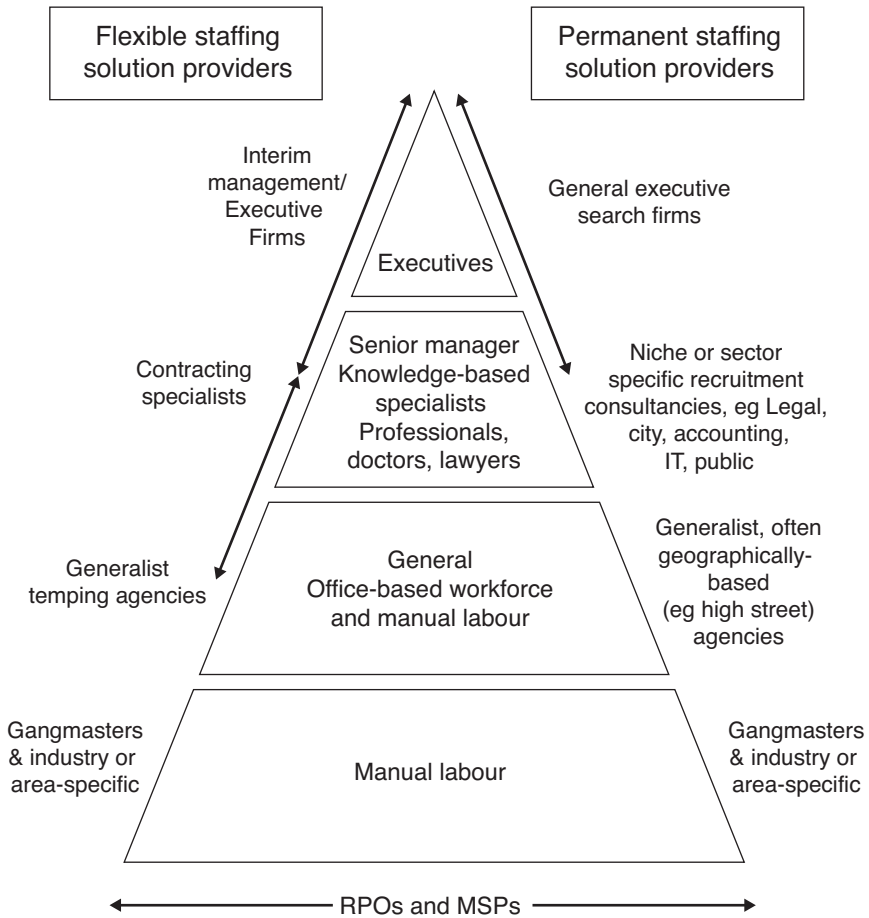 Flexible staffing
solution providers
Permanent staffing
solution providers
Interim
management/
Executive
Firms
General executive
search firms
Executives
Contracting
specialists
Senior manager
Knowledge-based
specialists
Professionals,
doctors, lawyers
Niche or sector
specific recruitment
consultancies, eg Legal,
city, accounting,
IT, public
Generalist
temping agencies
General
Office-based workforce
and manual labour
Generalist, often
geographically-
based
(eg high street)
agencies
Gangmasters
& industry or
area-specific
Manual labour
Gangmasters
& industry or
area-specific
RPOs and MSPs